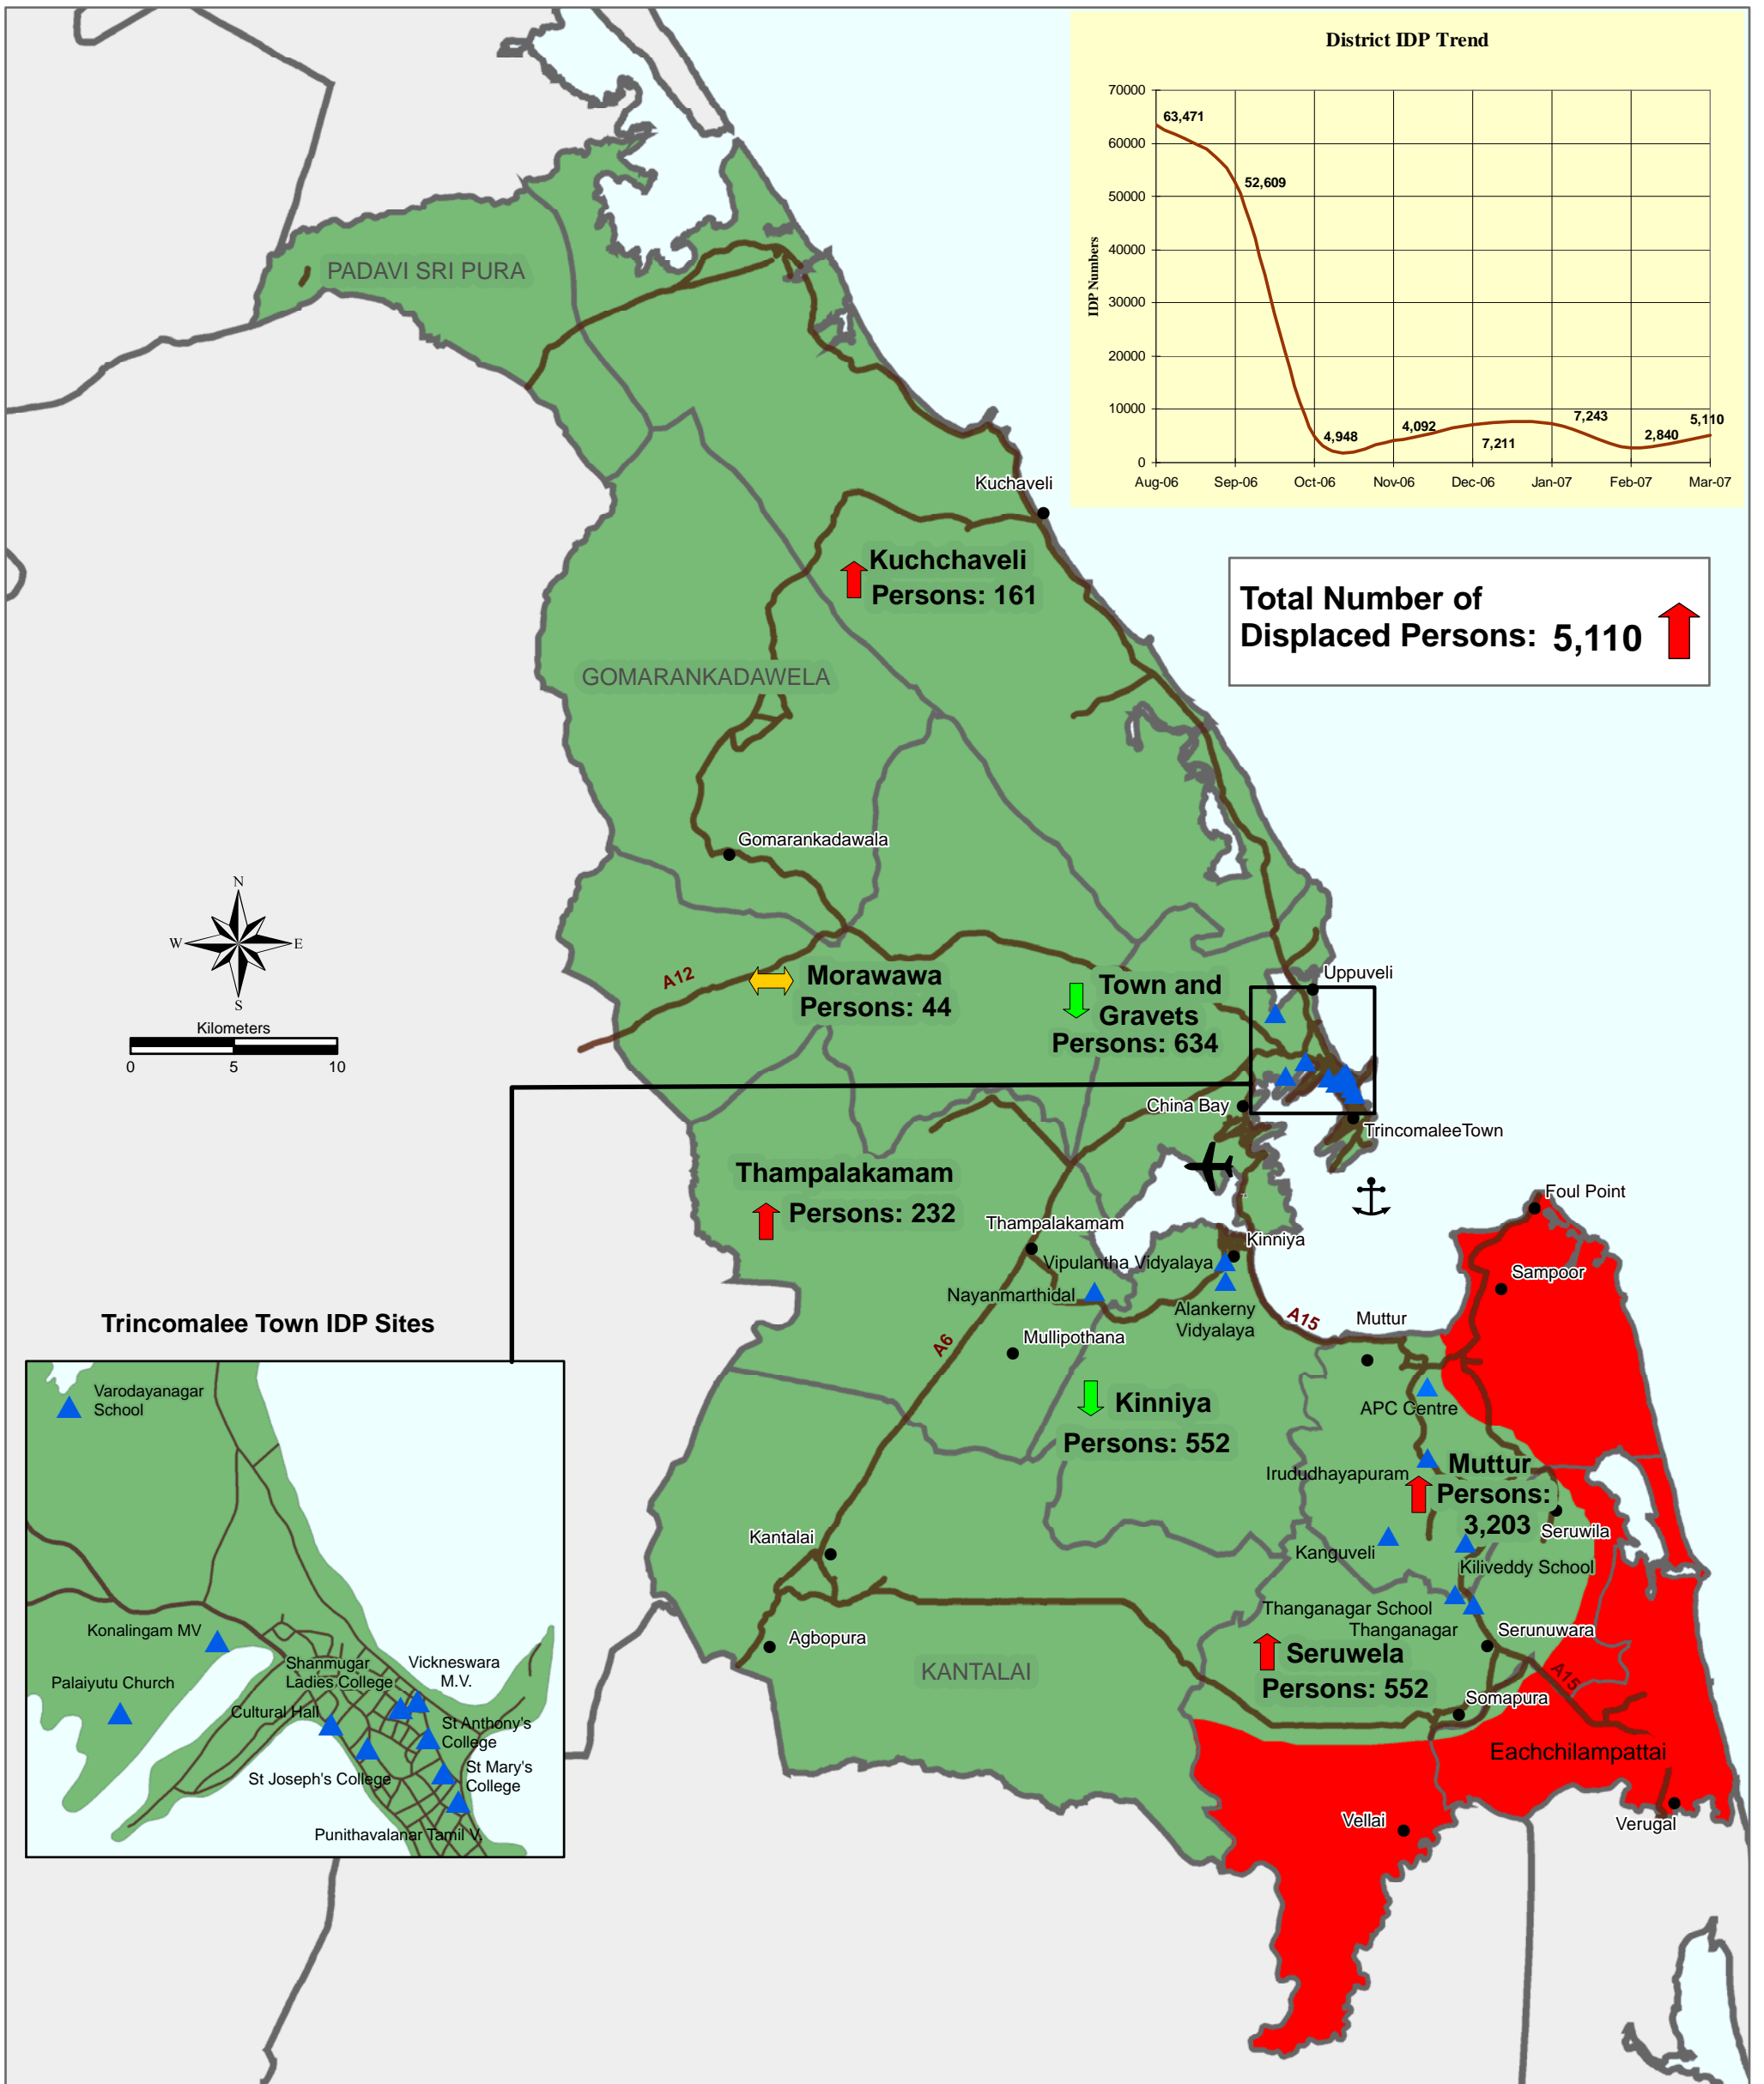 District IDP Trend
IDP Numbers
70000
60000
50000
40000
30000
20000
10000
0
63,471
52,609
4,948
4,092
7,211
7,243
2,840
5,110
Aug-06
Sep-06
Oct-06
Nov-06
Dec-06
Jan-07
Feb-07
Mar-07
PADAVI SRI PURA
Kuchaveli
Kuchchaveli
Persons: 161
Total Number of
Displaced Persons: 5,110
GOMARANKADAWELA
Gomarankadawala
N
W
E
S
Kilometers
0
5
10
A12
Morawawa
Persons: 44
Town and
Gravets
Persons: 634
Uppuveli
China Bay
TrincomaleeTown
Thampalakamam
Persons: 232
Thampalakamam
Foul Point
Kinniya
Vipulantha Vidyalaya
Sampoor
Nayanmarthidal
Alankerny
Vidyalaya
A15
Muttur
Mullipothana
A6
Kinniya
Persons: 552
APC Centre
Irududhayapuram
Muttur
Persons:
3,203
Seruwila
Kanguveli
Kiliveddy School
Kantalai
Thanganagar School
Thanganagar
Serunuwara
Agbopura
KANTALAI
Seruwela
Persons: 552
A15
Somapura
Eachchilampattai
Vellai
Verugal
Trincomalee Town IDP Sites
Varodayanagar
School
Konalingam MV
Palaiyutu Church
Shanmugar
Ladies College
Vickneswara
M.V.
Cultural Hall
St Anthony's
College
St Joseph's College
St Mary's
College
Punithavalanar Tamil V.